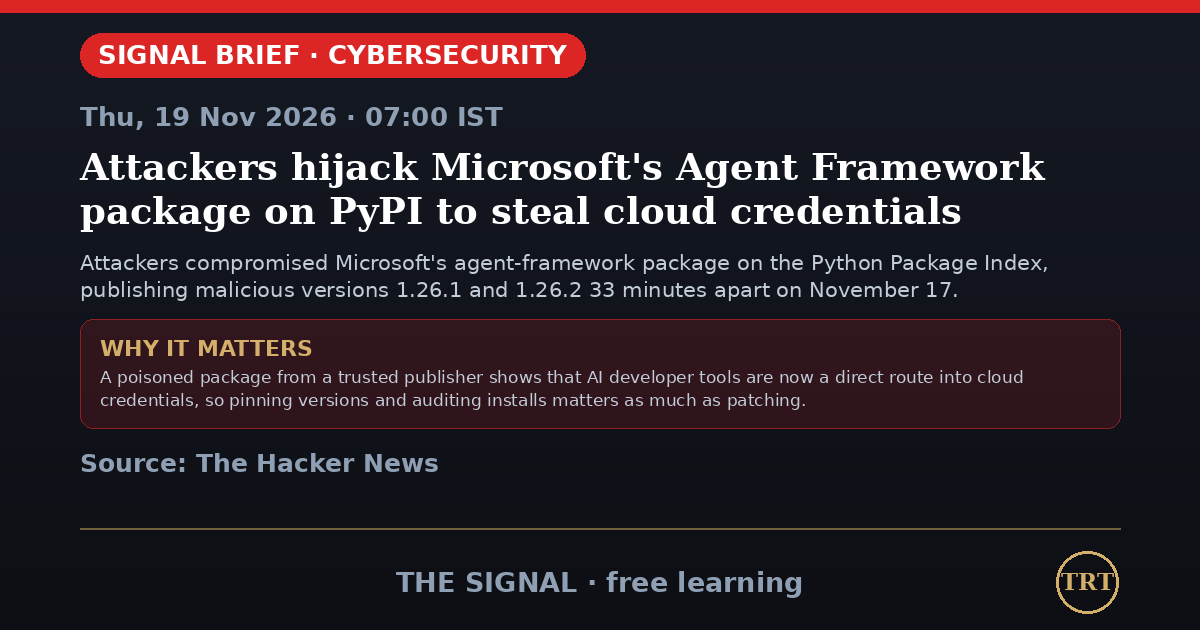 SIGNAL BRIEF · CYBERSECURITY
Thu, 19 Nov 2026 · 07:00 IST
Attackers hijack Microsoft's Agent Framework
package on PyPI to steal cloud credentials
Attackers compromised Microsoft's agent-framework package on the Python Package Index,
publishing malicious versions 1.26.1 and 1.26.2 33 minutes apart on November 17.
WHY IT MATTERS
A poisoned package from a trusted publisher shows that AI developer tools are now a direct route into cloud
credentials, so pinning versions and auditing installs matters as much as patching.
Source: The Hacker News
THE SIGNAL · free learning
TRT